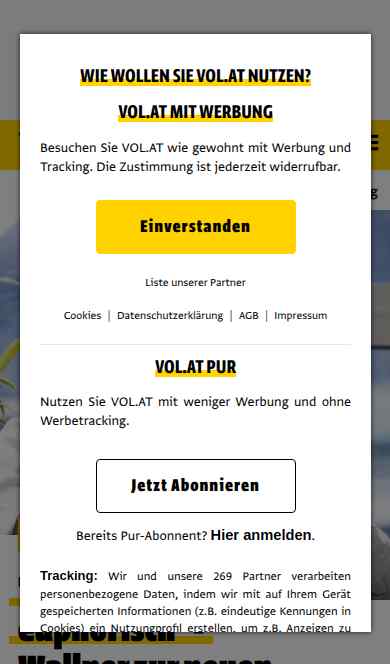 WIE WOLLEN SIE VOL.AT NUTZEN?
VOL.AT MIT WERBUNG
Besuchen Sie VOL.AT wie gewohnt mit Werbung und
Tracking. Die Zustimmung ist jederzeit widerrufbar.
Einverstanden
Liste unserer Partner
Cookies | Datenschutzerklärung | AGB | Impressum
VOL.AT PUR
Nutzen Sie VOL.AT mit weniger Werbung und ohne
Werbetracking.
Jetzt Abonnieren
Bereits Pur-Abonnent? Hier anmelden.
Tracking: Wir und unsere 269 Partner verarbeiten
personenbezogene Daten, indem wir mit auf Ihrem Gerät
gespeicherten Informationen (z.B. eindeutige Kennungen in
Cookies) ein Nutzungsprofil erstellen, um z.B. Anzeigen zu
euphorisch
Wallner zur neuen